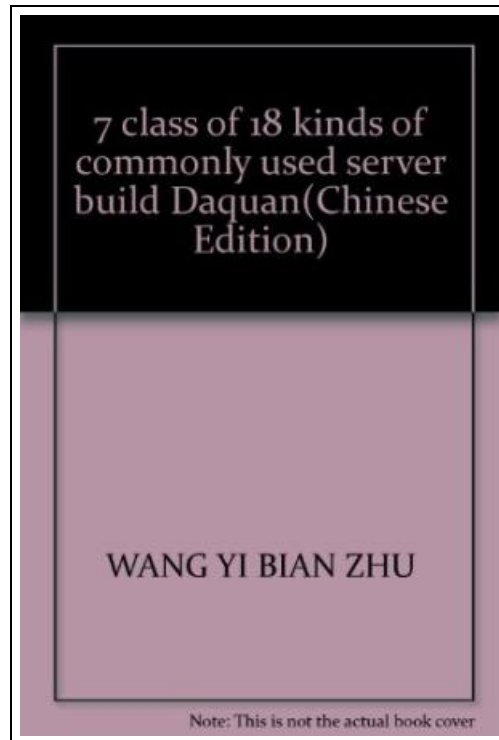 7 class of 18 kinds of
commonly used server
build Daquan(Chinese
Edition)
WANG YI BIAN ZHU
Note: This is not the actual book cover